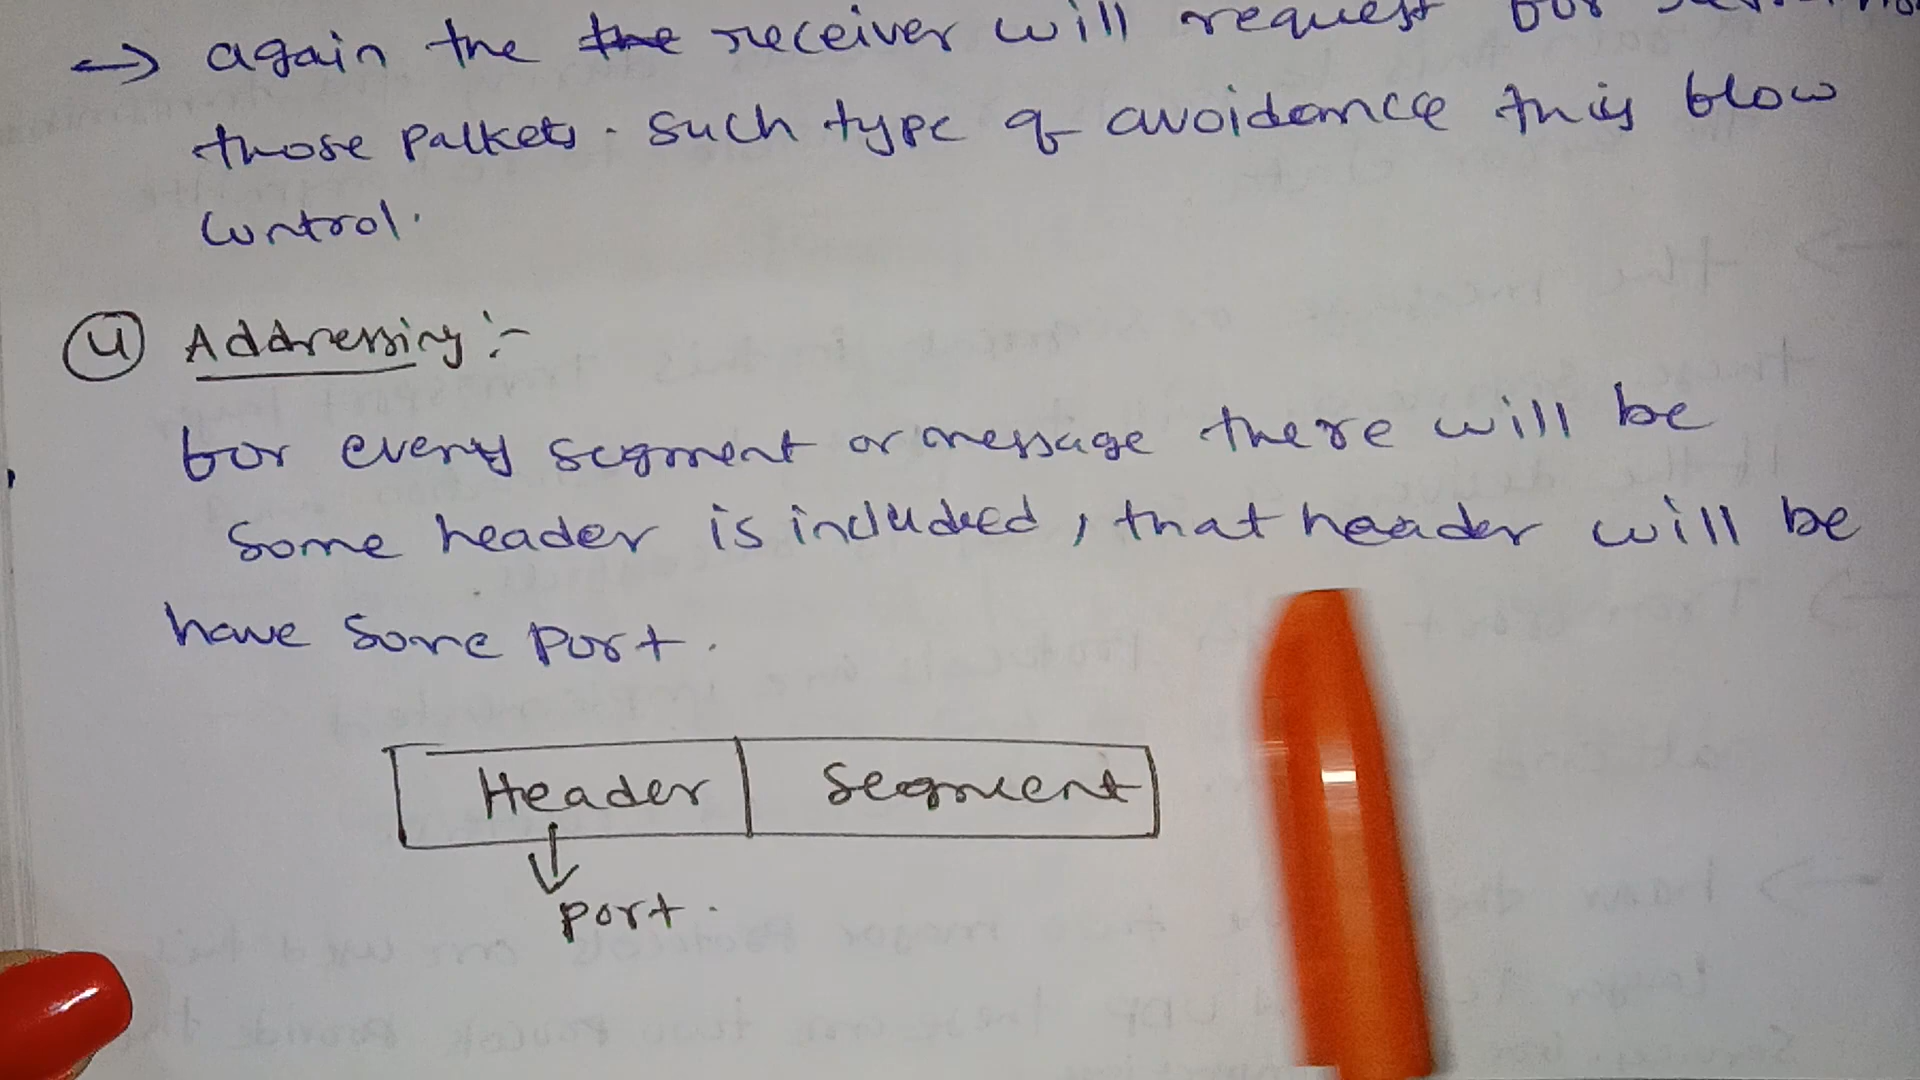 → again the the receiver will request for
those Packets. Such type of avoidance this flow
control.
④ Addressing :-
for every segment or message there will be
Some header is included, that header will be
have Some Port.
Header | Segment
Port.